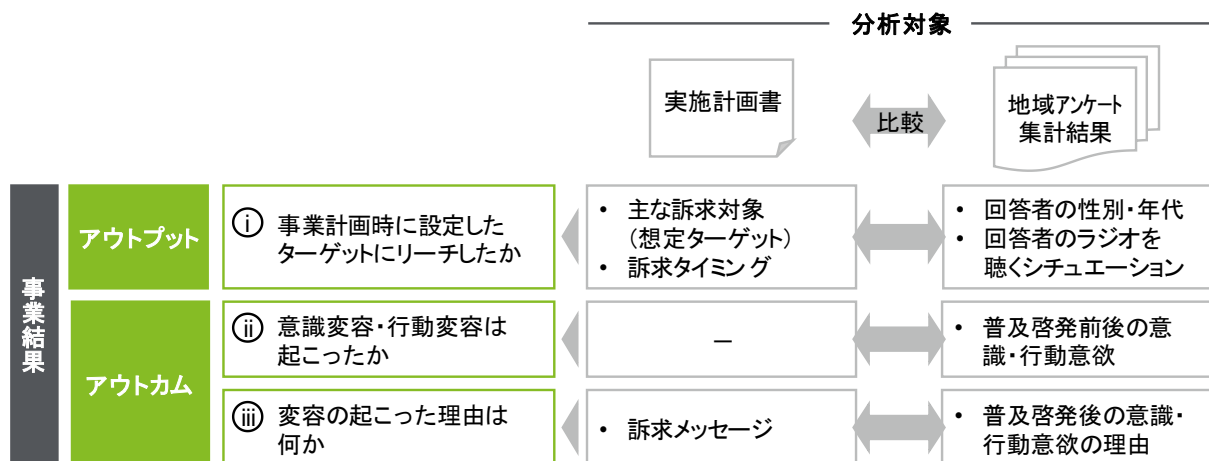 分析対象
実施計画書
比較
地域アンケート
集計結果
事業結果
アウトプット
ⅰ 事業計画時に設定した
ターゲットにリーチしたか
• 主な訴求対象
(想定ターゲット)
• 訴求タイミング
• 回答者の性別・年代
• 回答者のラジオを
聴くシチュエーション
アウトカム
ⅱ 意識変容・行動変容は
起こったか
－
• 普及啓発前後の意
識・行動意欲
ⅲ 変容の起こった理由は
何か
• 訴求メッセージ
• 普及啓発後の意識・
行動意欲の理由